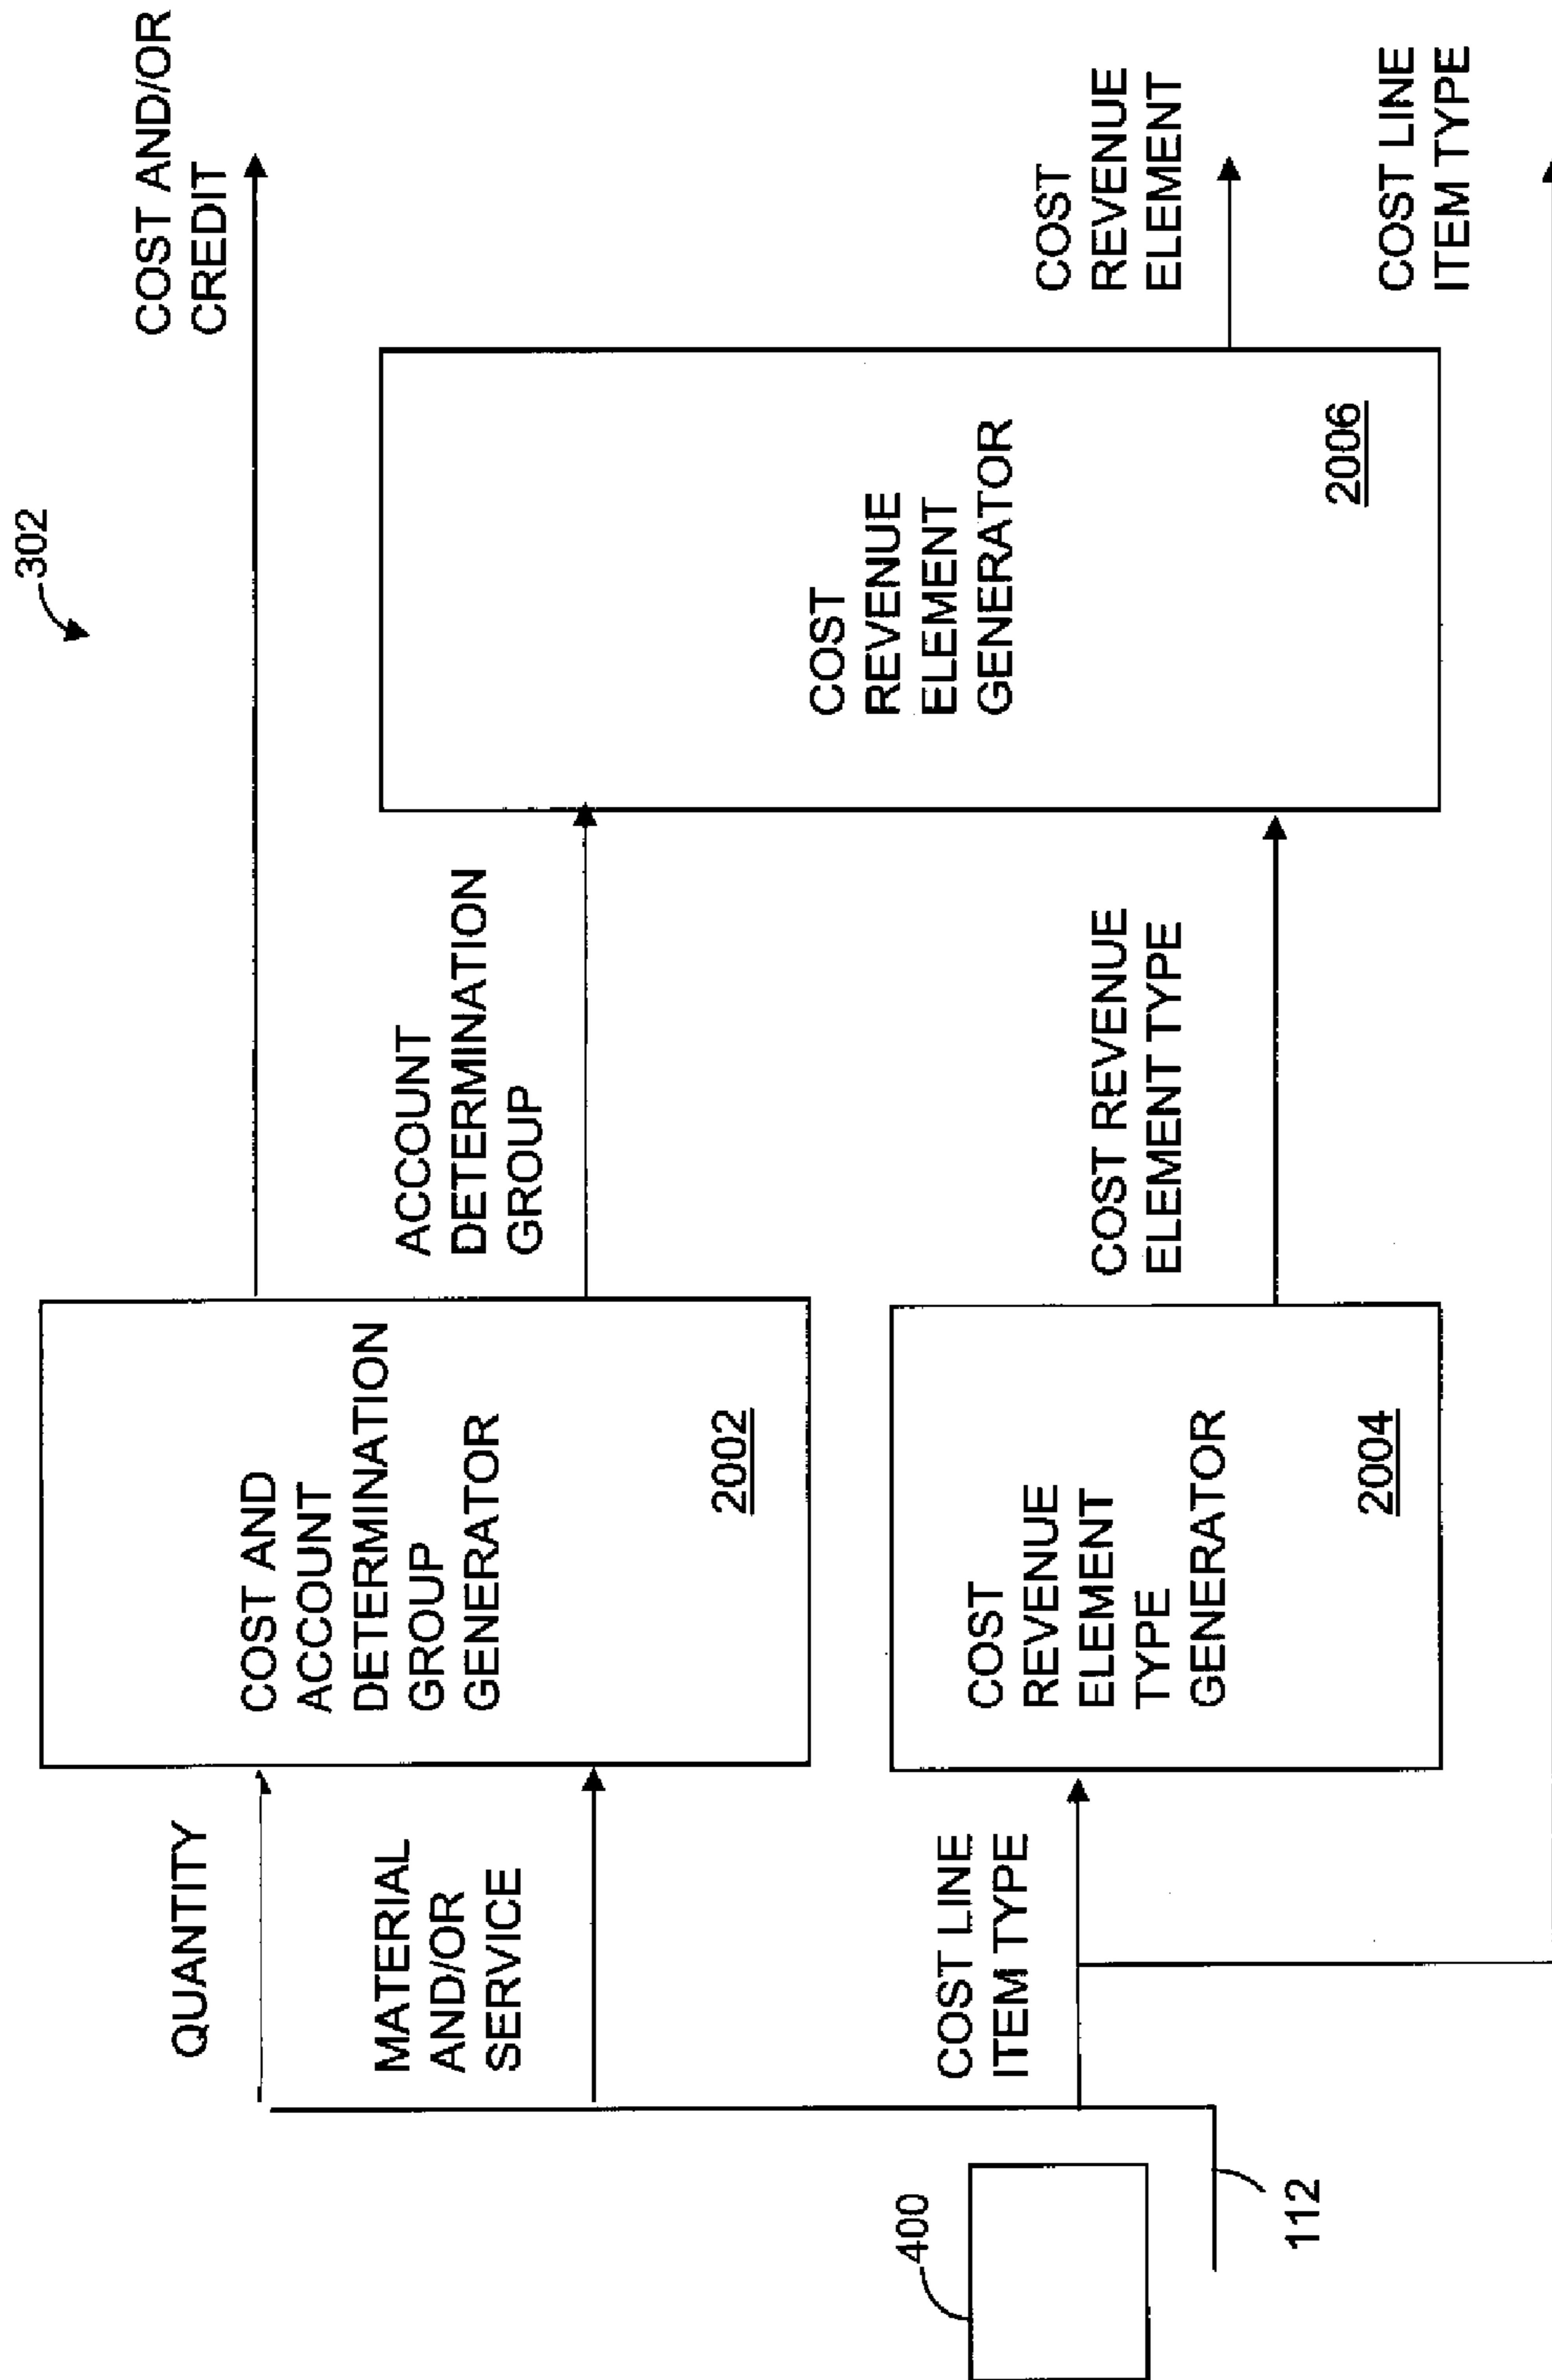 302
COST AND/OR
CREDIT
QUANTITY
MATERIAL
AND/OR
SERVICE
COST AND
ACCOUNT
DETERMINATION
GROUP
GENERATOR
2002
ACCOUNT
DETERMINATION
GROUP
COST
REVENUE
ELEMENT
GENERATOR
2006
COST
REVENUE
ELEMENT
400
112
COST LINE
ITEM TYPE
COST
REVENUE
ELEMENT
TYPE
GENERATOR
2004
COST REVENUE
ELEMENT TYPE
COST LINE
ITEM TYPE